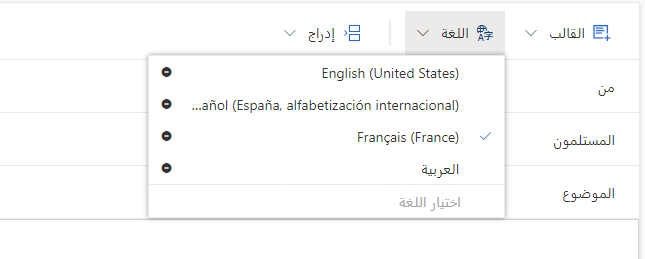 القالب
اللغة
إدراج
English (United States)
...añol (España, alfabetización internacional)
Français (France)
العربية
اختيار اللغة
من
المستلمون
الموضوع